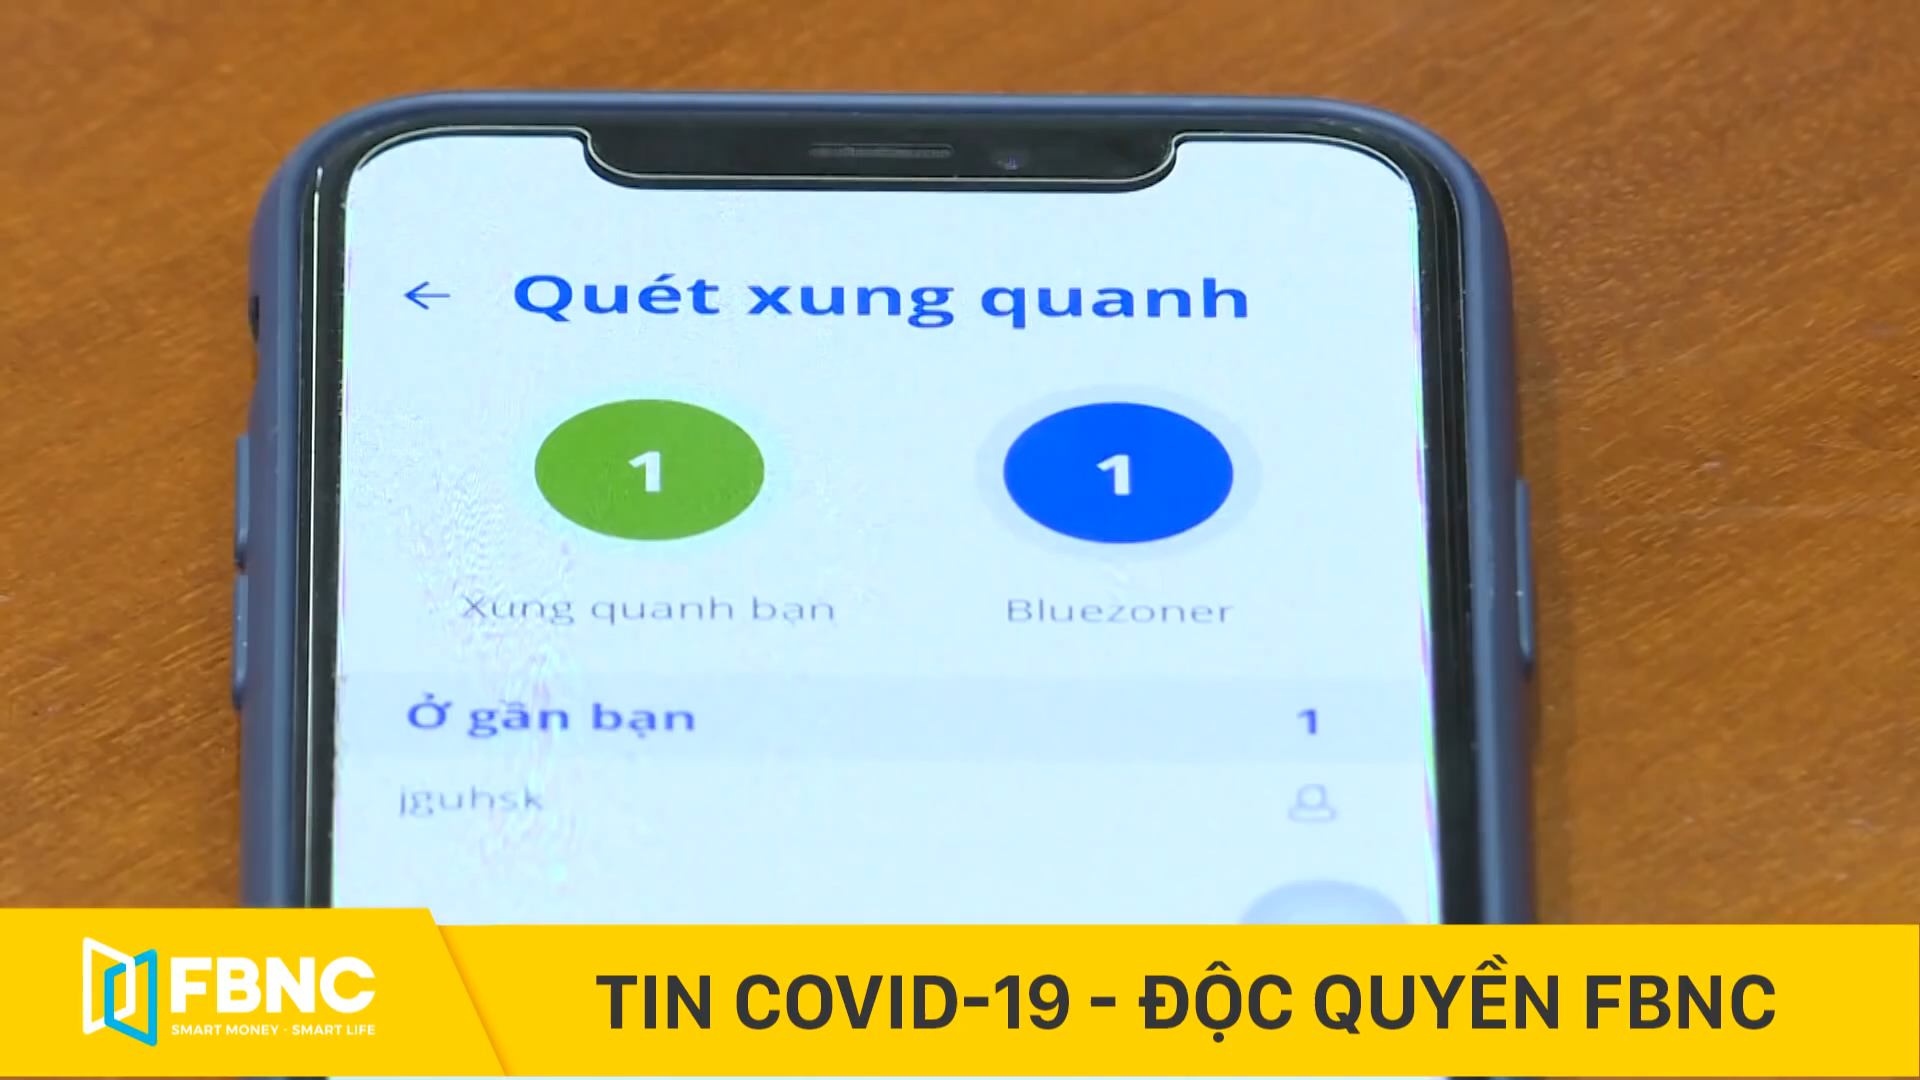 Quét xung quanh
1
1
Xung quanh bạn
Bluezoner
Ở gần bạn 1
jguhsk
FBNC
SMART MONEY - SMART LIFE
TIN COVID-19 - ĐỘC QUYỀN FBNC